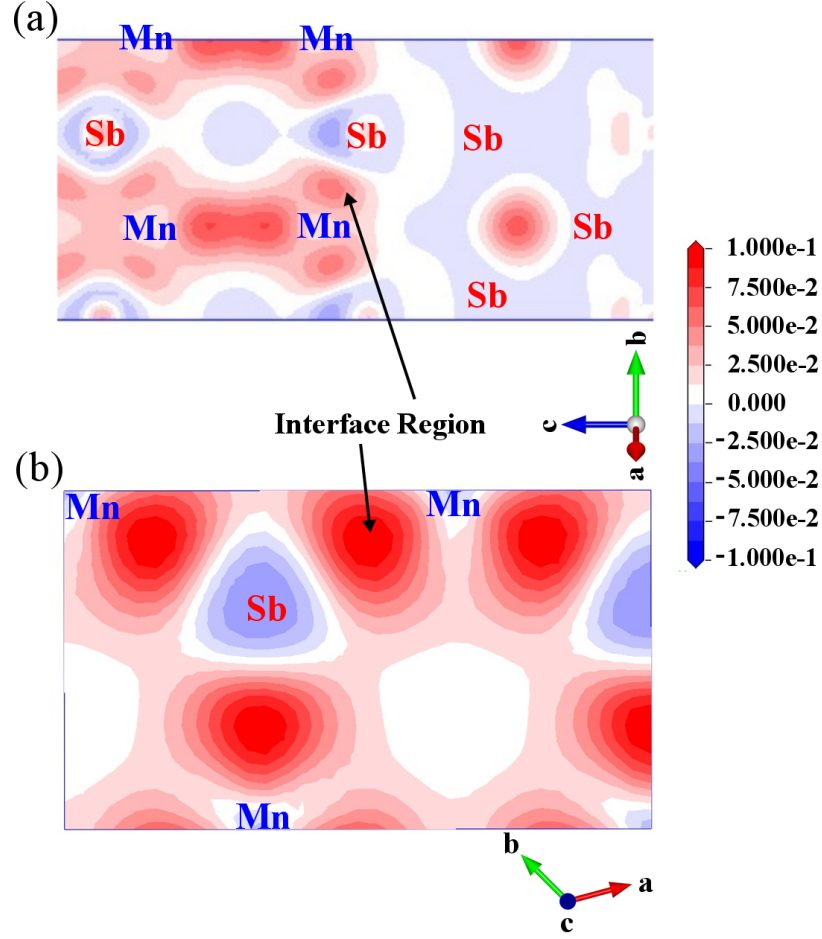 (a)
Mn Mn
Sb Sb Sb
Mn Mn Sb
Sb
1.000e-1
7.500e-2
5.000e-2
2.500e-2
0.000
-2.500e-2
-5.000e-2
-7.500e-2
-1.000e-1
b
c
a
Interface Region
(b)
Mn Mn
Sb
Mn
b
a
c